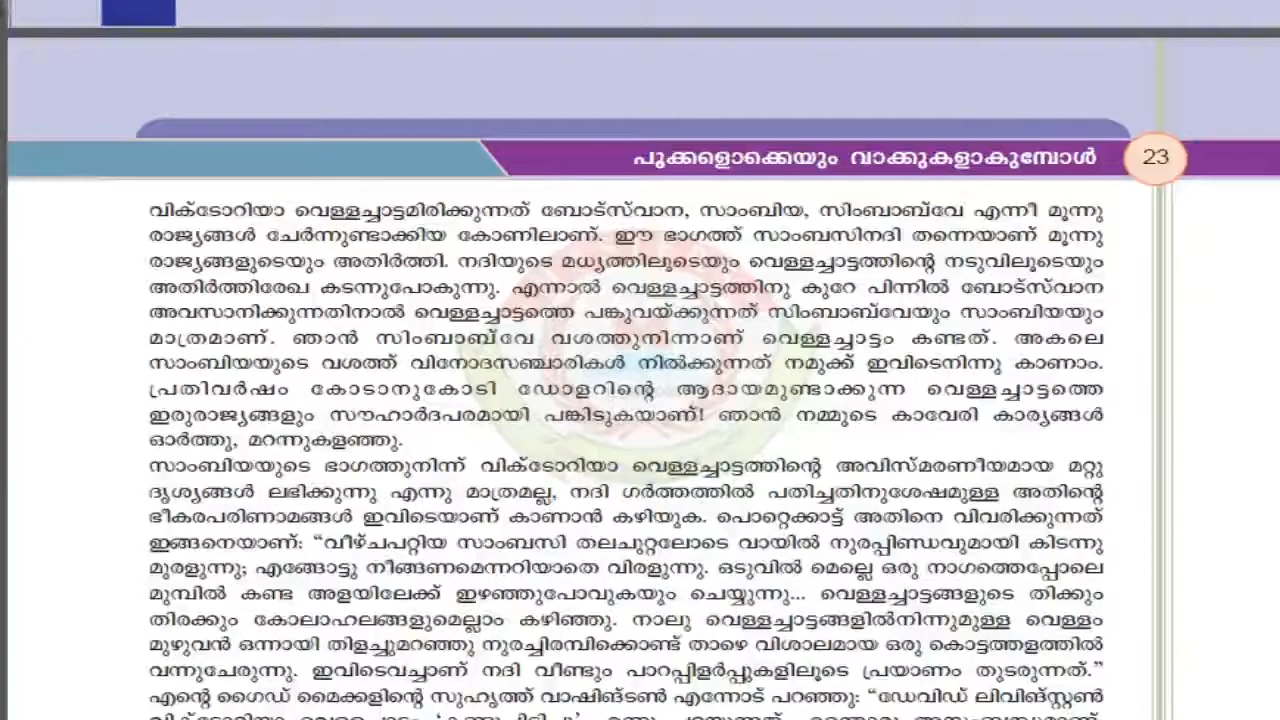 പൂക്കളൊക്കെയും വാക്കുകളാകുമ്പോൾ 23
വിക്ടോറിയാ വെള്ളച്ചാട്ടമിരിക്കുന്നത് ബോട്സ്വാന, സാംബിയ, സിംബാബ്‌വേ എന്നീ മൂന്നു
രാജ്യങ്ങൾ ചേർന്നുണ്ടാക്കിയ കോണിലാണ്. ഈ ഭാഗത്ത് സാംബസിനദി തന്നെയാണ് മൂന്നു
രാജ്യങ്ങളുടെയും അതിർത്തി. നദിയുടെ മധ്യത്തിലൂടെയും വെള്ളച്ചാട്ടത്തിന്റെ നടുവിലൂടെയും
അതിർത്തിരേഖ കടന്നുപോകുന്നു. എന്നാൽ വെള്ളച്ചാട്ടത്തിനു കുറേ പിന്നിൽ ബോട്സ്വാന
അവസാനിക്കുന്നതിനാൽ വെള്ളച്ചാട്ടത്തെ പങ്കുവയ്ക്കുന്നത് സിംബാബ്‌വേയും സാംബിയയും
മാത്രമാണ്. ഞാൻ സിംബാബ്‌വേ വശത്തുനിന്നാണ് വെള്ളച്ചാട്ടം കണ്ടത്. അകലെ
സാംബിയയുടെ വശത്ത് വിനോദസഞ്ചാരികൾ നിൽക്കുന്നത് നമുക്ക് ഇവിടെനിന്നു കാണാം.
പ്രതിവർഷം കോടാനുകോടി ഡോളറിന്റെ ആദായമുണ്ടാക്കുന്ന വെള്ളച്ചാട്ടത്തെ
ഇരുരാജ്യങ്ങളും സൗഹാർദപരമായി പങ്കിടുകയാണ്! ഞാൻ നമ്മുടെ കാവേരി കാര്യങ്ങൾ
ഓർത്തു, മറന്നുകളഞ്ഞു.
സാംബിയയുടെ ഭാഗത്തുനിന്ന് വിക്ടോറിയാ വെള്ളച്ചാട്ടത്തിന്റെ അവിസ്മരണീയമായ മറ്റു
ദൃശ്യങ്ങൾ ലഭിക്കുന്നു എന്നു മാത്രമല്ല, നദി ഗർത്തത്തിൽ പതിച്ചതിനുശേഷമുള്ള അതിന്റെ
ഭീകരപരിണാമങ്ങൾ ഇവിടെയാണ് കാണാൻ കഴിയുക. പൊറ്റെക്കാട്ട് അതിനെ വിവരിക്കുന്നത്
ഇങ്ങനെയാണ്: “വീഴ്ചപറ്റിയ സാംബസി തലചുറ്റലോടെ വായിൽ നുരപ്പിണ്ഡവുമായി കിടന്നു
മുരളുന്നു; എങ്ങോട്ടു നീങ്ങണമെന്നറിയാതെ വിരളുന്നു. ഒടുവിൽ മെല്ലെ ഒരു നാഗത്തെപ്പോലെ
മുമ്പിൽ കണ്ട അളയിലേക്ക് ഇഴഞ്ഞുപോവുകയും ചെയ്യുന്നു... വെള്ളച്ചാട്ടങ്ങളുടെ തിക്കും
തിരക്കും കോലാഹലങ്ങളുമെല്ലാം കഴിഞ്ഞു. നാലു വെള്ളച്ചാട്ടങ്ങളിൽനിന്നുമുള്ള വെള്ളം
മുഴുവൻ ഒന്നായി തിളച്ചുമറഞ്ഞു നുരച്ചിരമ്പിക്കൊണ്ട് താഴെ വിശാലമായ ഒരു കൊട്ടത്തളത്തിൽ
വന്നുചേരുന്നു. ഇവിടെവച്ചാണ് നദി വീണ്ടും പാറപ്പിളർപ്പുകളിലൂടെ പ്രയാണം തുടരുന്നത്.”
എന്റെ ഗൈഡ് മൈക്കളിന്റെ സുഹൃത്ത് വാഷിങ്ടൺ എന്നോട് പറഞ്ഞു: “ഡേവിഡ് ലിവിങ്സ്റ്റൺ